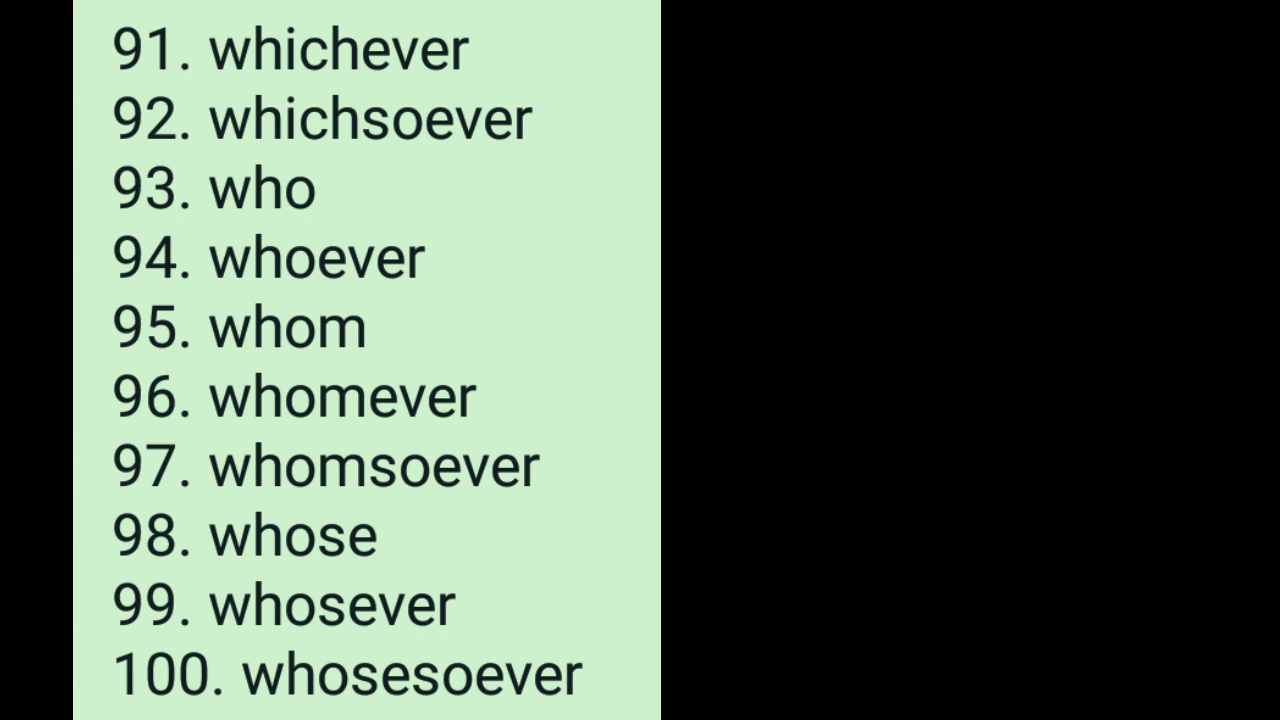 91. whichever
92. whichsoever
93. who
94. whoever
95. whom
96. whomever
97. whomsoever
98. whose
99. whosever
100. whosesoever